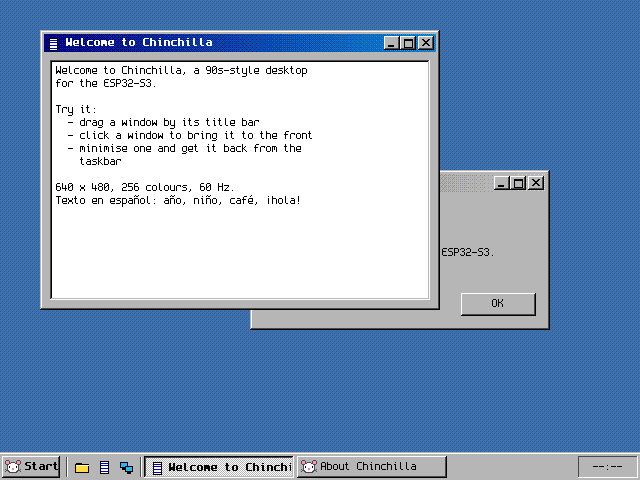 Welcome to Chinchilla
Welcome to Chinchilla, a 90s-style desktop
for the ESP32-S3.
Try it:
- drag a window by its title bar
- click a window to bring it to the front
- minimise one and get it back from the
taskbar
640 x 480, 256 colours, 60 Hz.
Texto en español: año, niño, café, ¡hola!
ESP32-S3.
OK
Start
Welcome to Chinchi
About Chinchilla
--:--